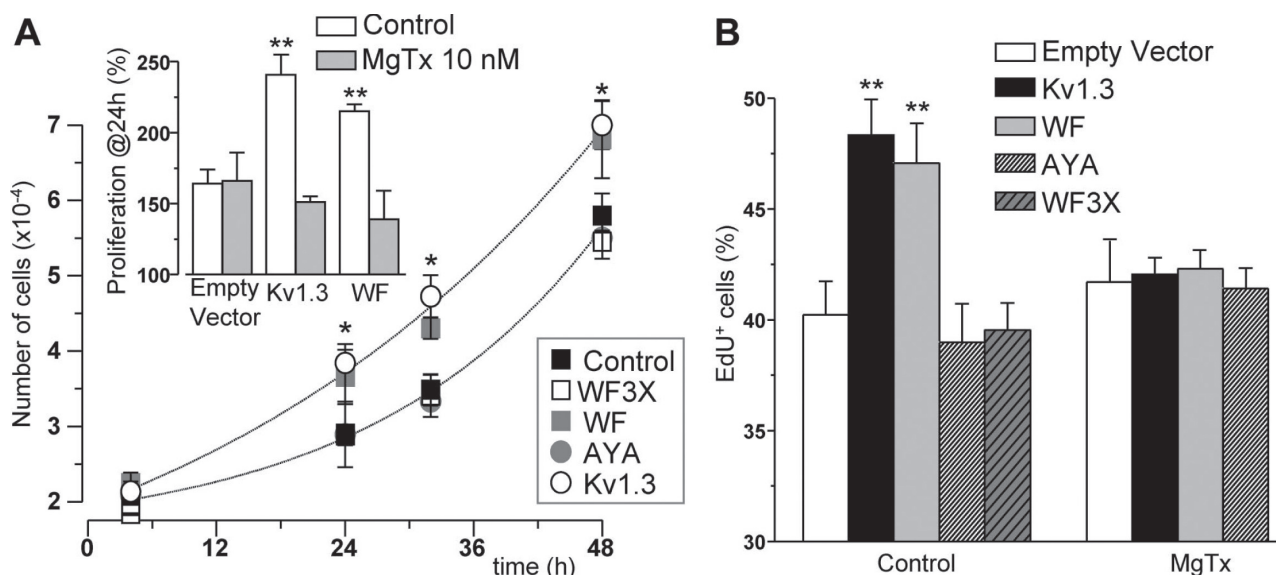 A
Control
MgTx 10 nM
Proliferation @24h (%)
250
200
150
100
**
**
Empty
Vector
Kv1.3
WF
Number of cells (x10-4)
7
6
5
4
3
2
*
*
*
Control
WF3X
WF
AYA
Kv1.3
0
12
24
36
48
time (h)
B
Empty Vector
Kv1.3
WF
AYA
WF3X
EdU+ cells (%)
50
45
40
35
30
**
**
Control
MgTx